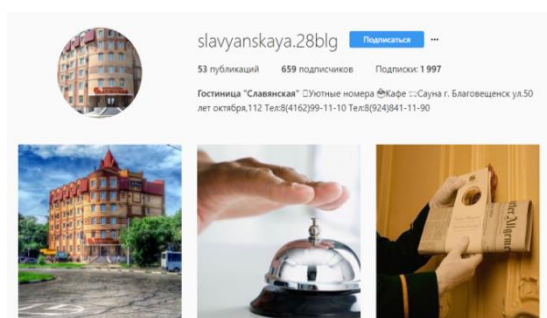 slavyanskaya.28blg Подписаться
53 публикаций 659 подписчиков Подписки: 1 997
Гостиница "Славянская" Уютные номера Кафе Сауна г. Благовещенск ул.50
лет октября,112 Тел:8(4162)99-11-10 Тел:8(924)841-11-90